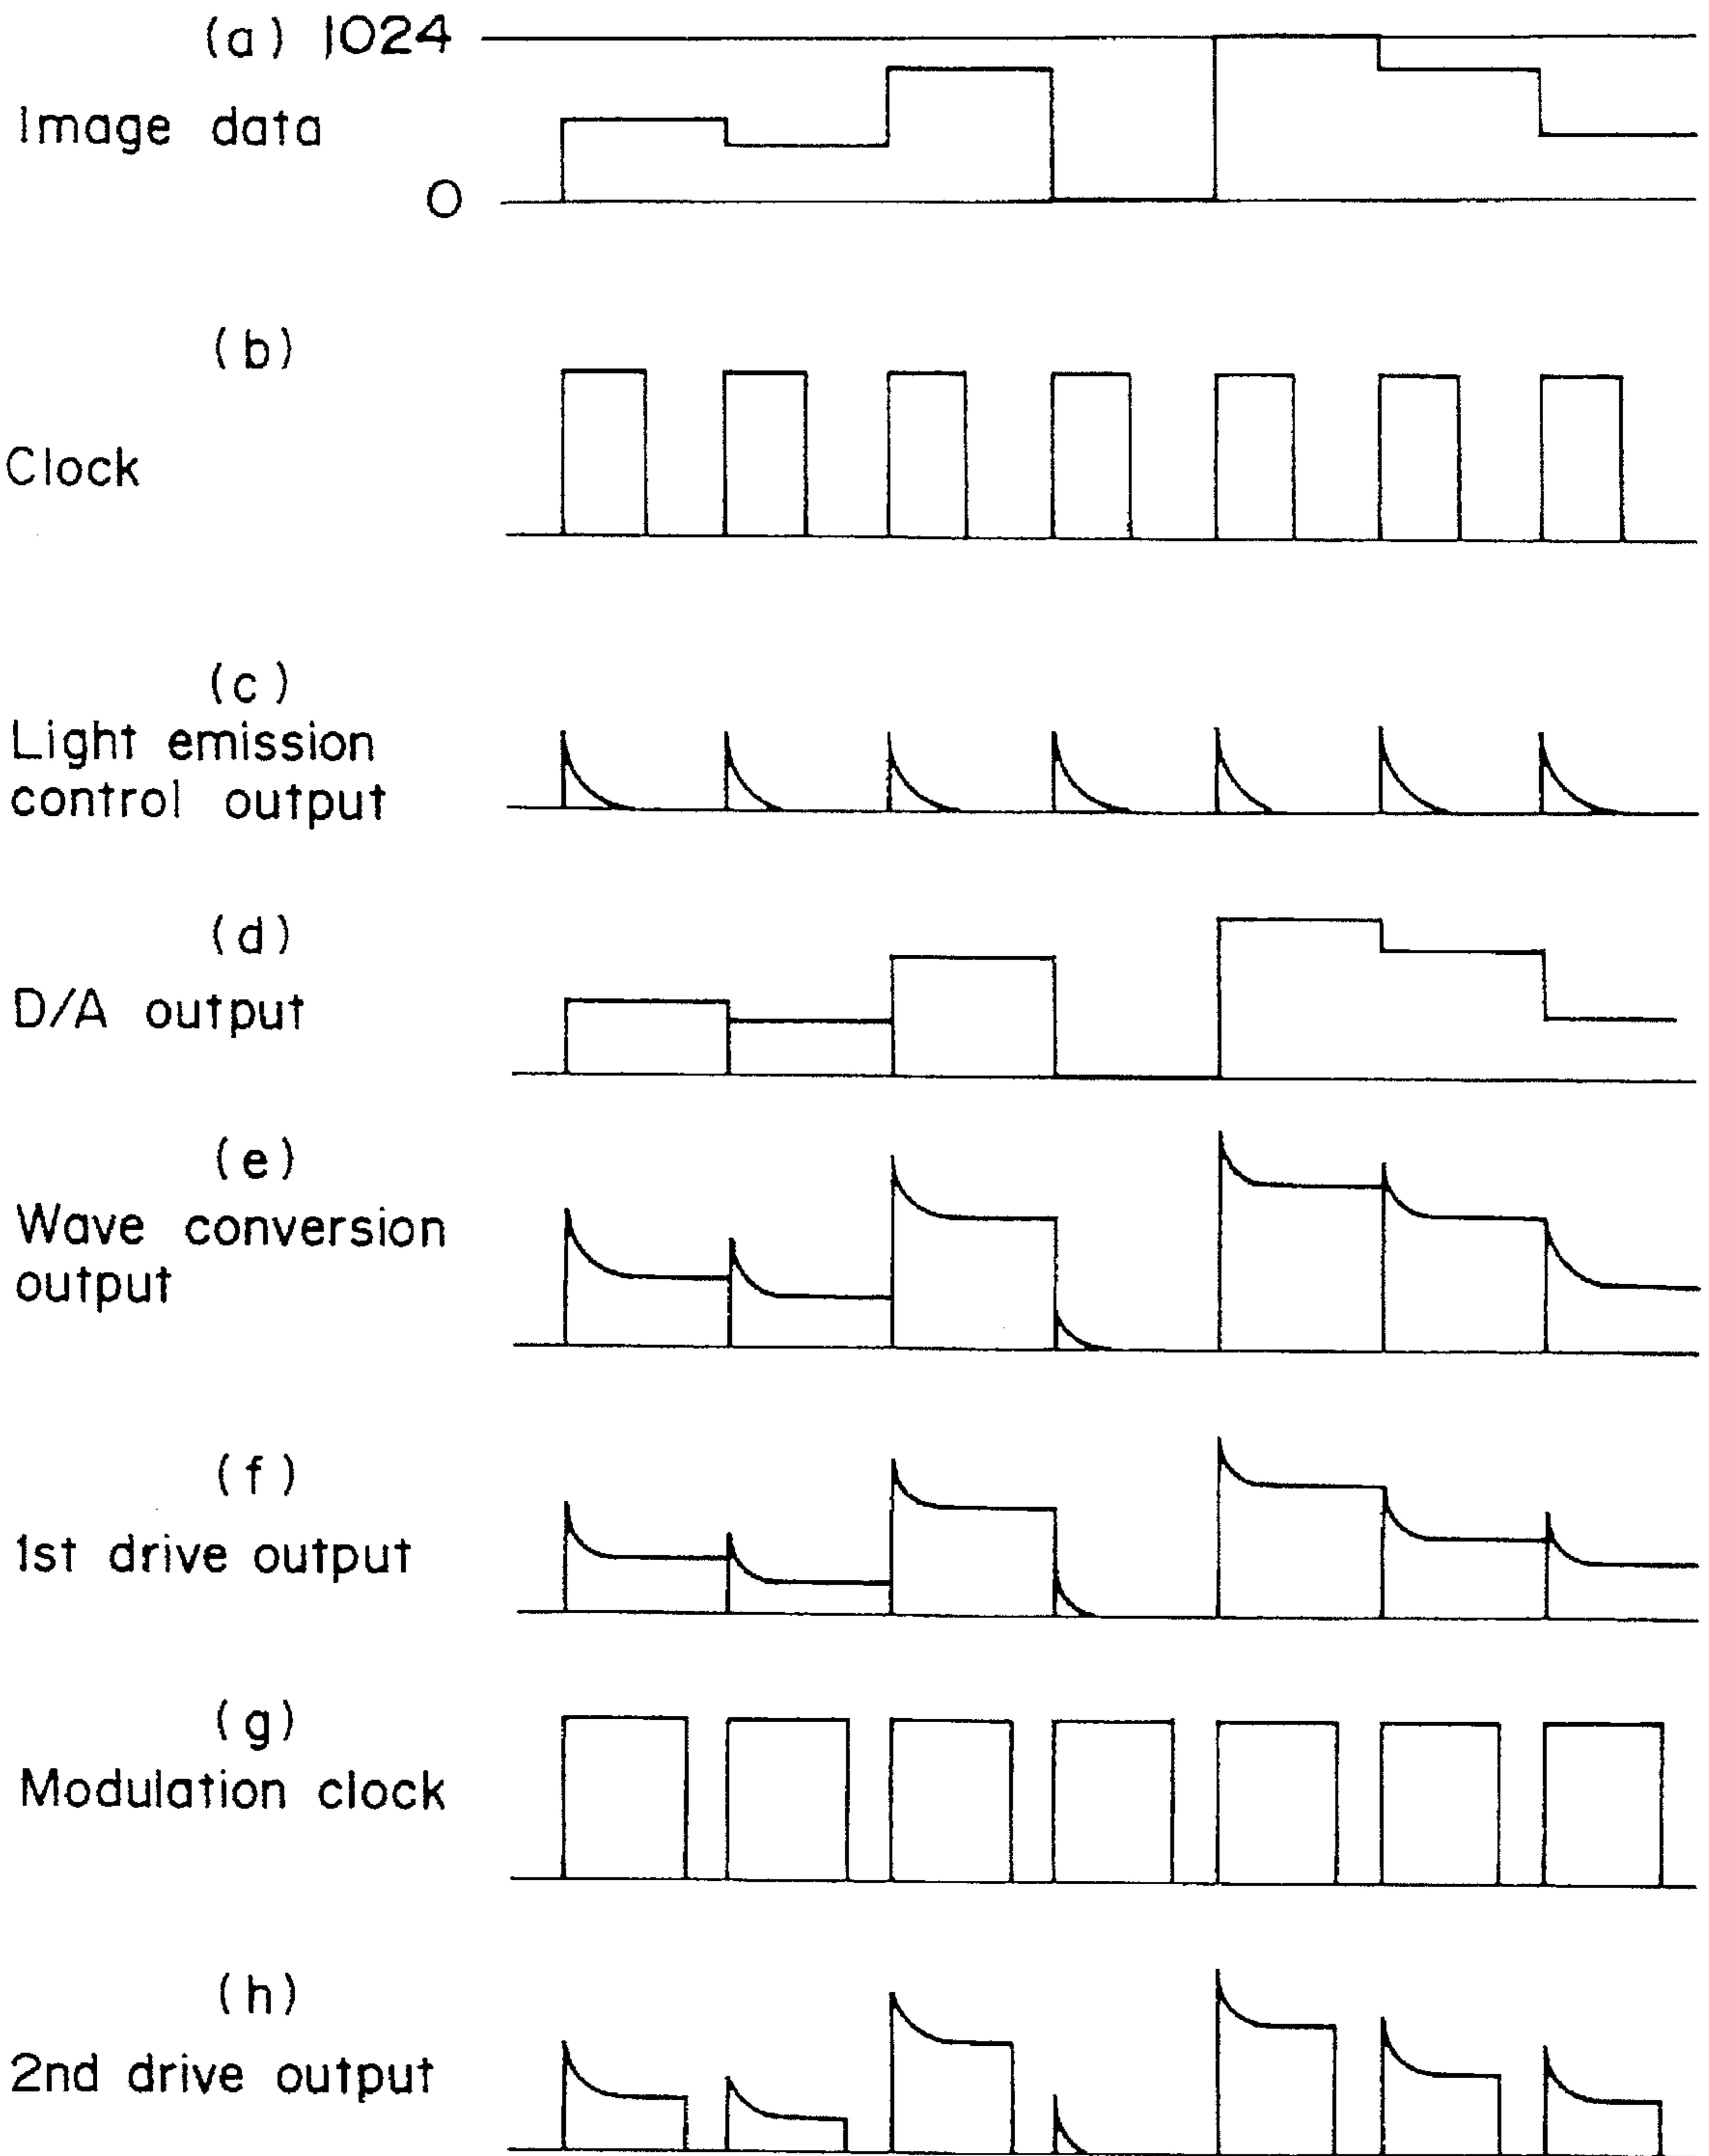 (a) 1024
Image data
0
(b)
Clock
(c)
Light emission
control output
(d)
D/A output
(e)
Wave conversion
output
(f)
1st drive output
(g)
Modulation clock
(h)
2nd drive output